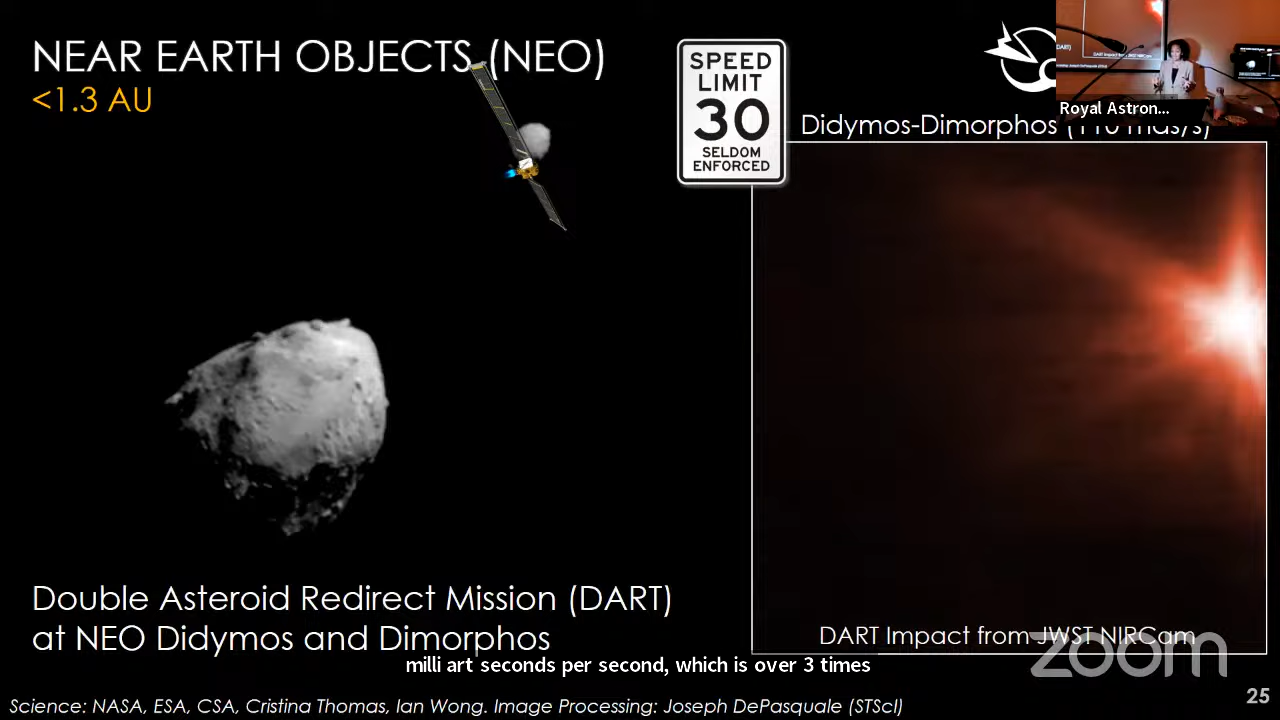 NEAR EARTH OBJECTS (NEO)
<1.3 AU
SPEED
LIMIT
30
SELDOM
ENFORCED
Royal Astron...
Didymos-Dimorphos (110 mas/s)
Double Asteroid Redirect Mission (DART)
at NEO Didymos and Dimorphos
DART Impact from JWST NIRCam
zoom
milli art seconds per second, which is over 3 times
Science: NASA, ESA, CSA, Cristina Thomas, Ian Wong. Image Processing: Joseph DePasquale (STScI)
25